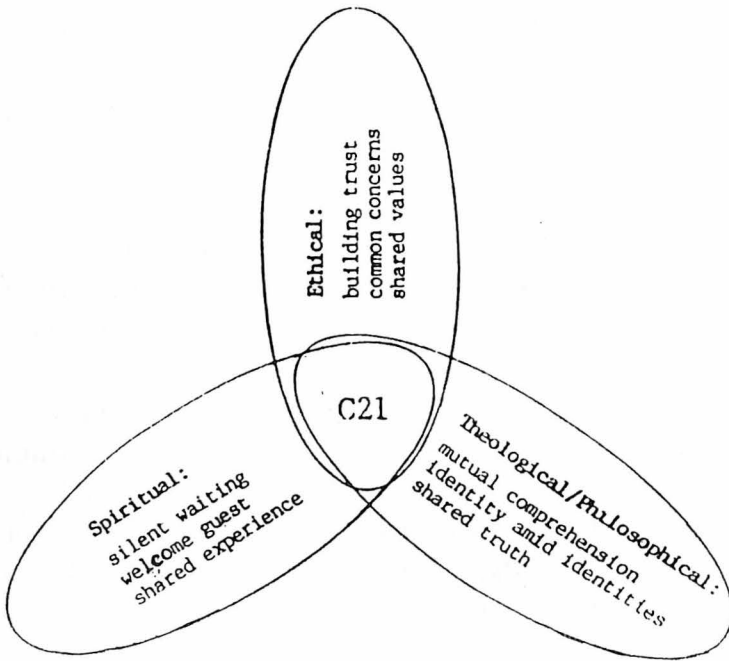 Ethical:
building trust
common concerns
shared values
C21
Spiritual:
silent waiting
welcome guest
shared experience
Theological/Philosophical:
mutual comprehension
identity amid identities
shared truth